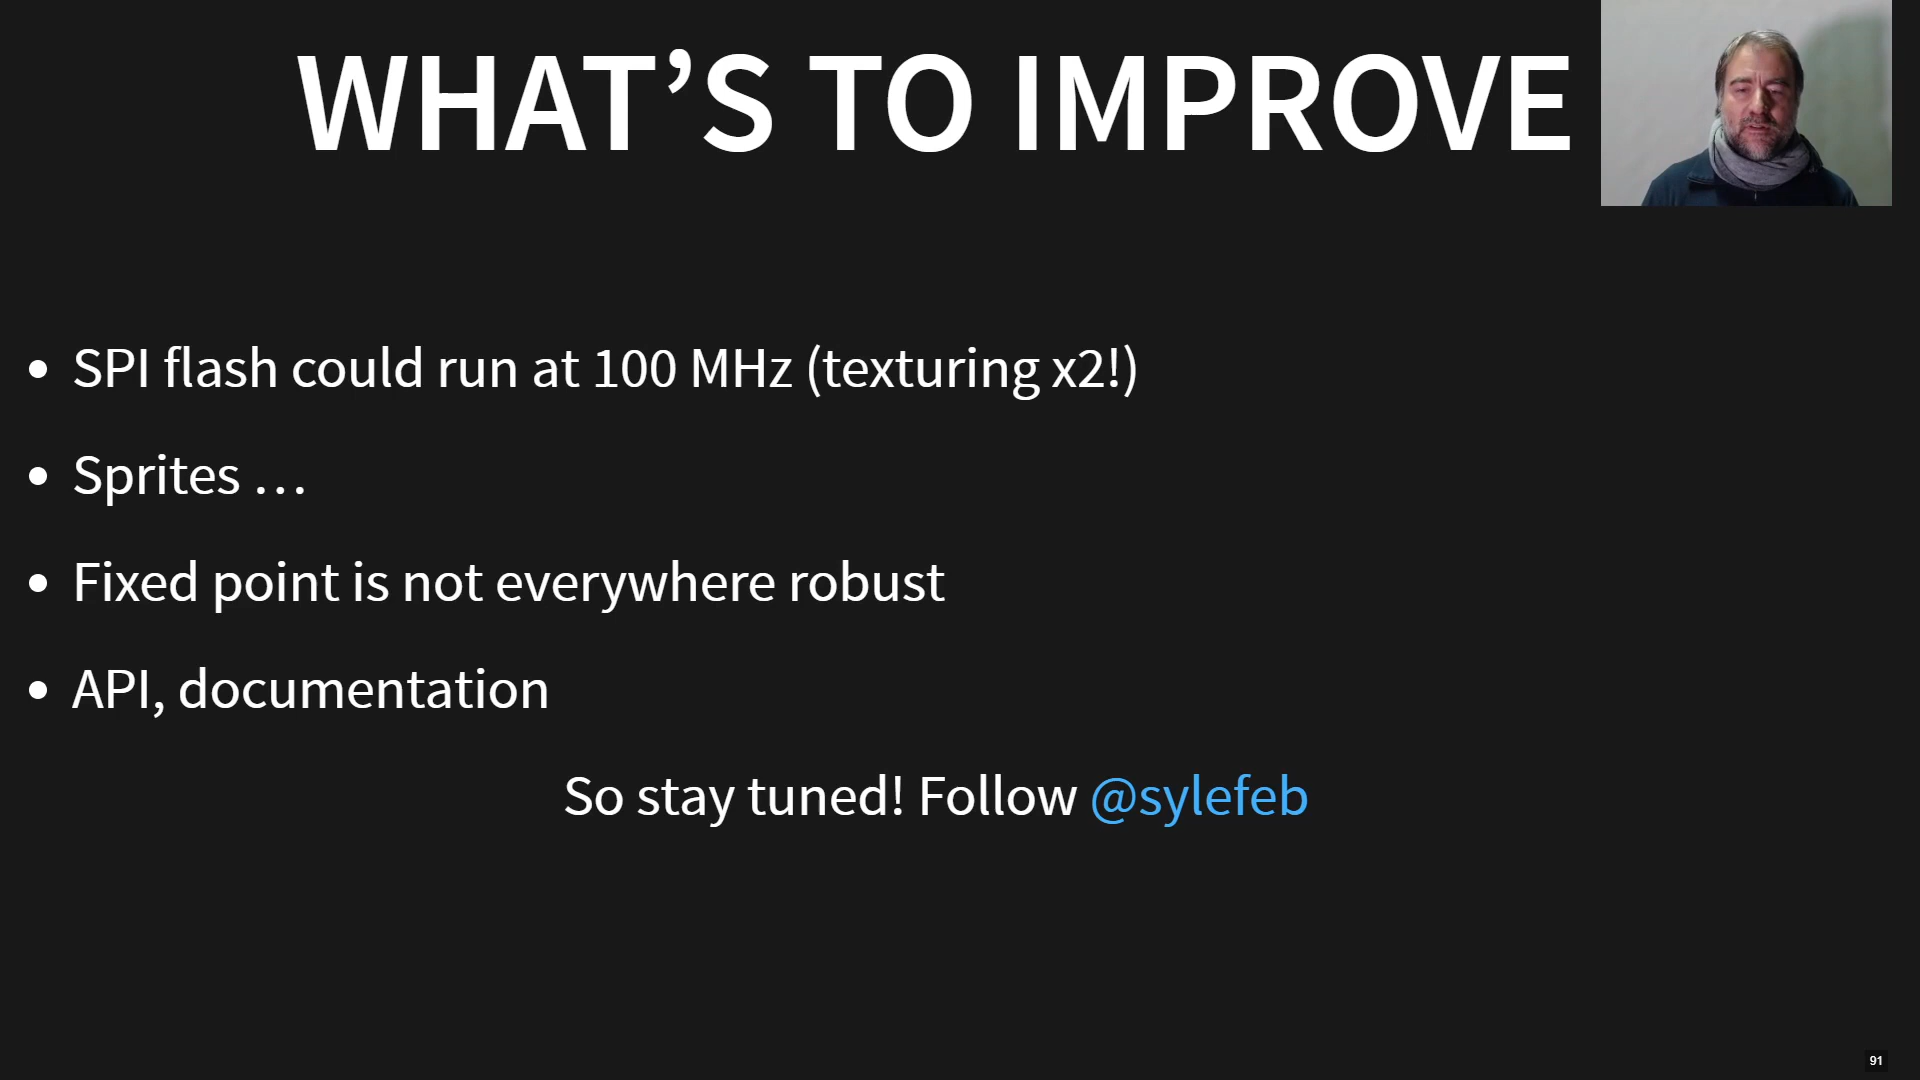 WHAT’S TO IMPROVE
• SPI flash could run at 100 MHz (texturing x2!)
• Sprites …
• Fixed point is not everywhere robust
• API, documentation
So stay tuned! Follow @sylefeb
91